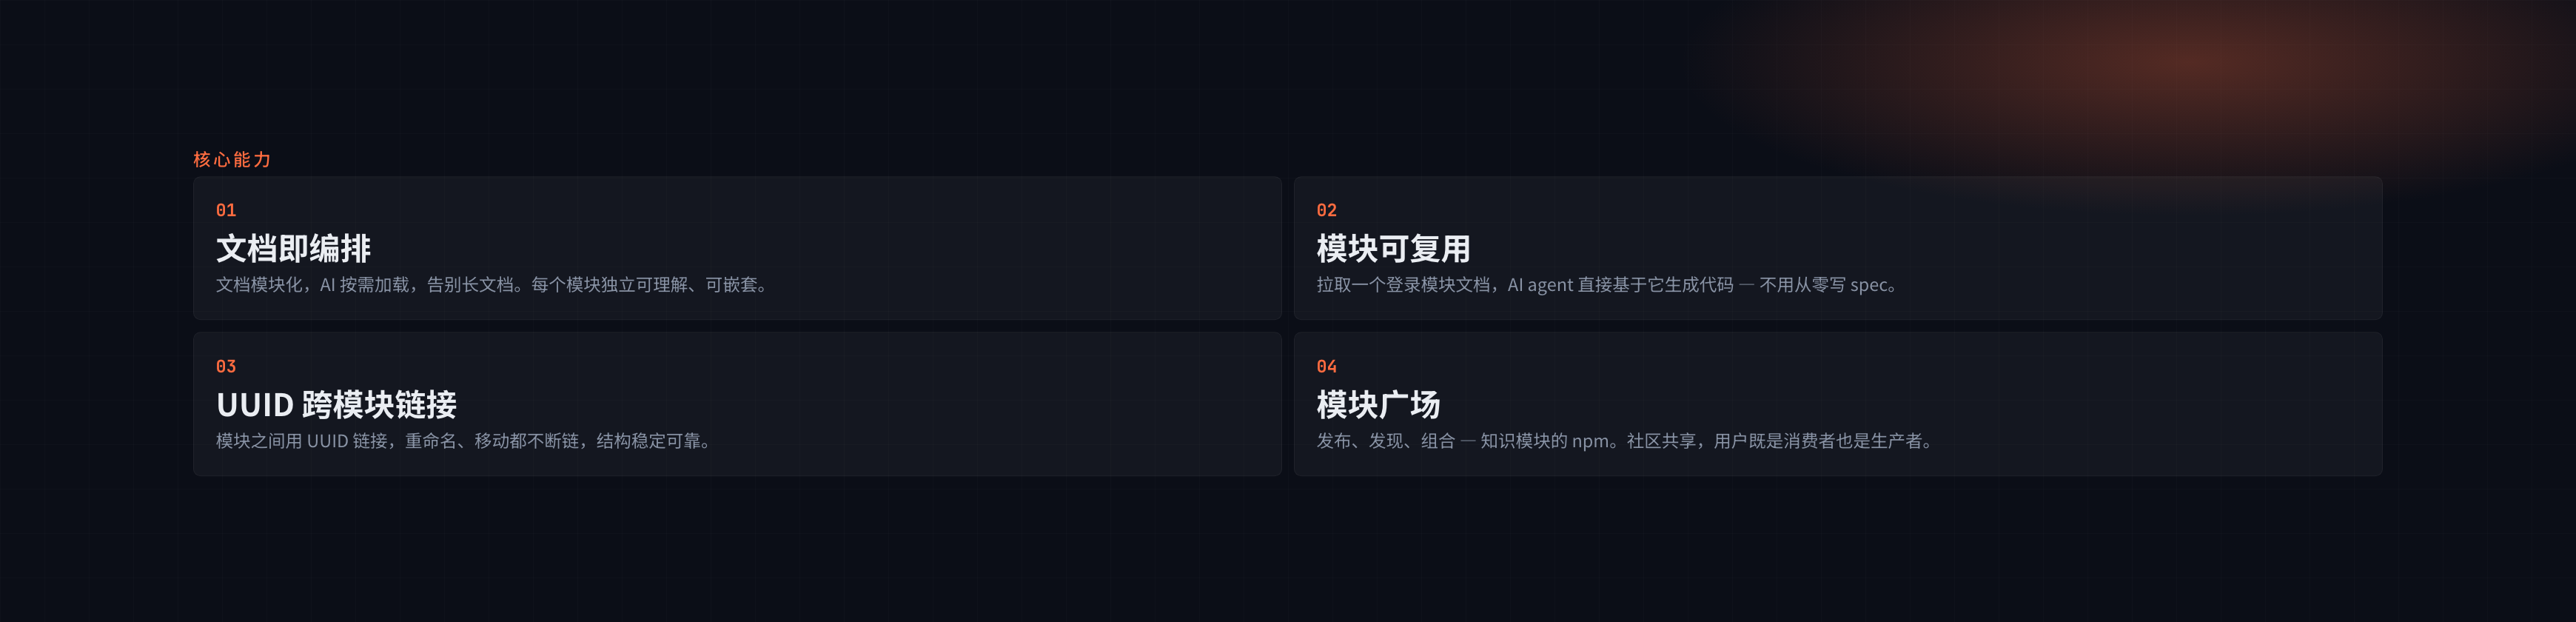 核心能力
01
文档即编排
文档模块化，AI 按需加载，告别长文档。每个模块独立可理解、可嵌套。
02
模块可复用
拉取一个登录模块文档，AI agent 直接基于它生成代码 — 不用从零写 spec。
03
UUID 跨模块链接
模块之间用 UUID 链接，重命名、移动都不断链，结构稳定可靠。
04
模块广场
发布、发现、组合 — 知识模块的 npm。社区共享，用户既是消费者也是生产者。